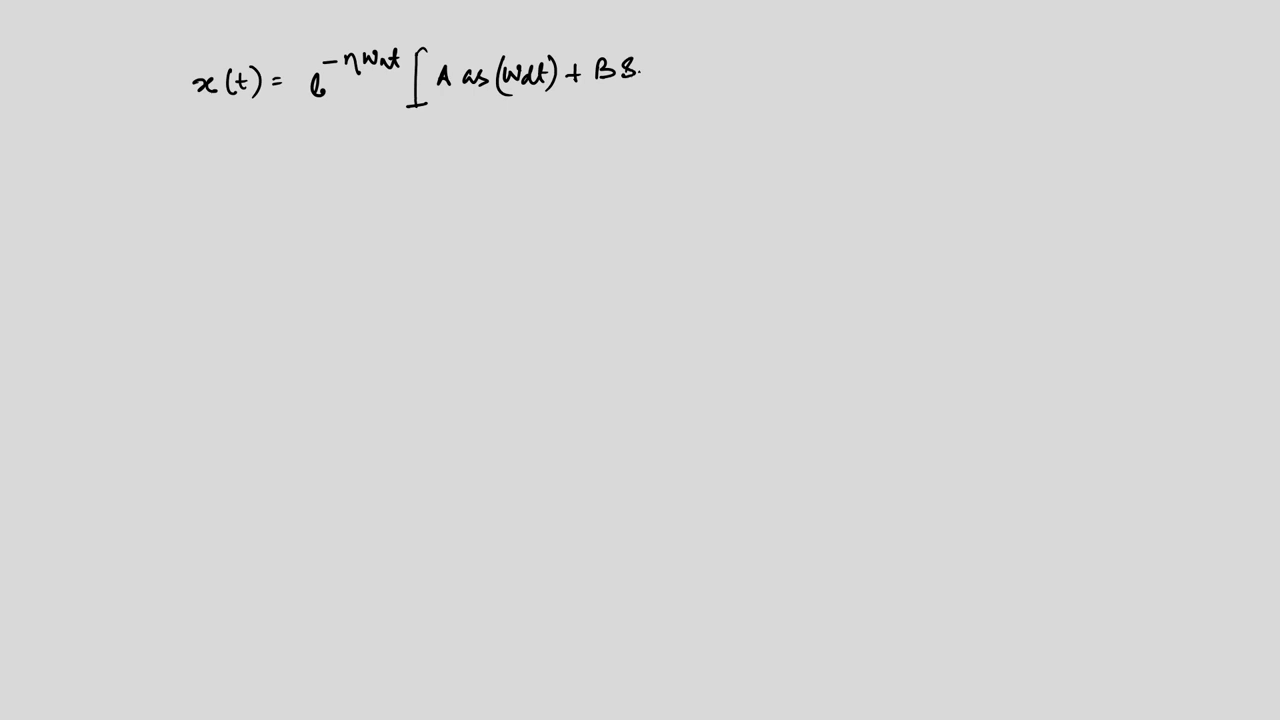 x(t) = e^{-ηωnt} [ A cos(ωdt) + B S